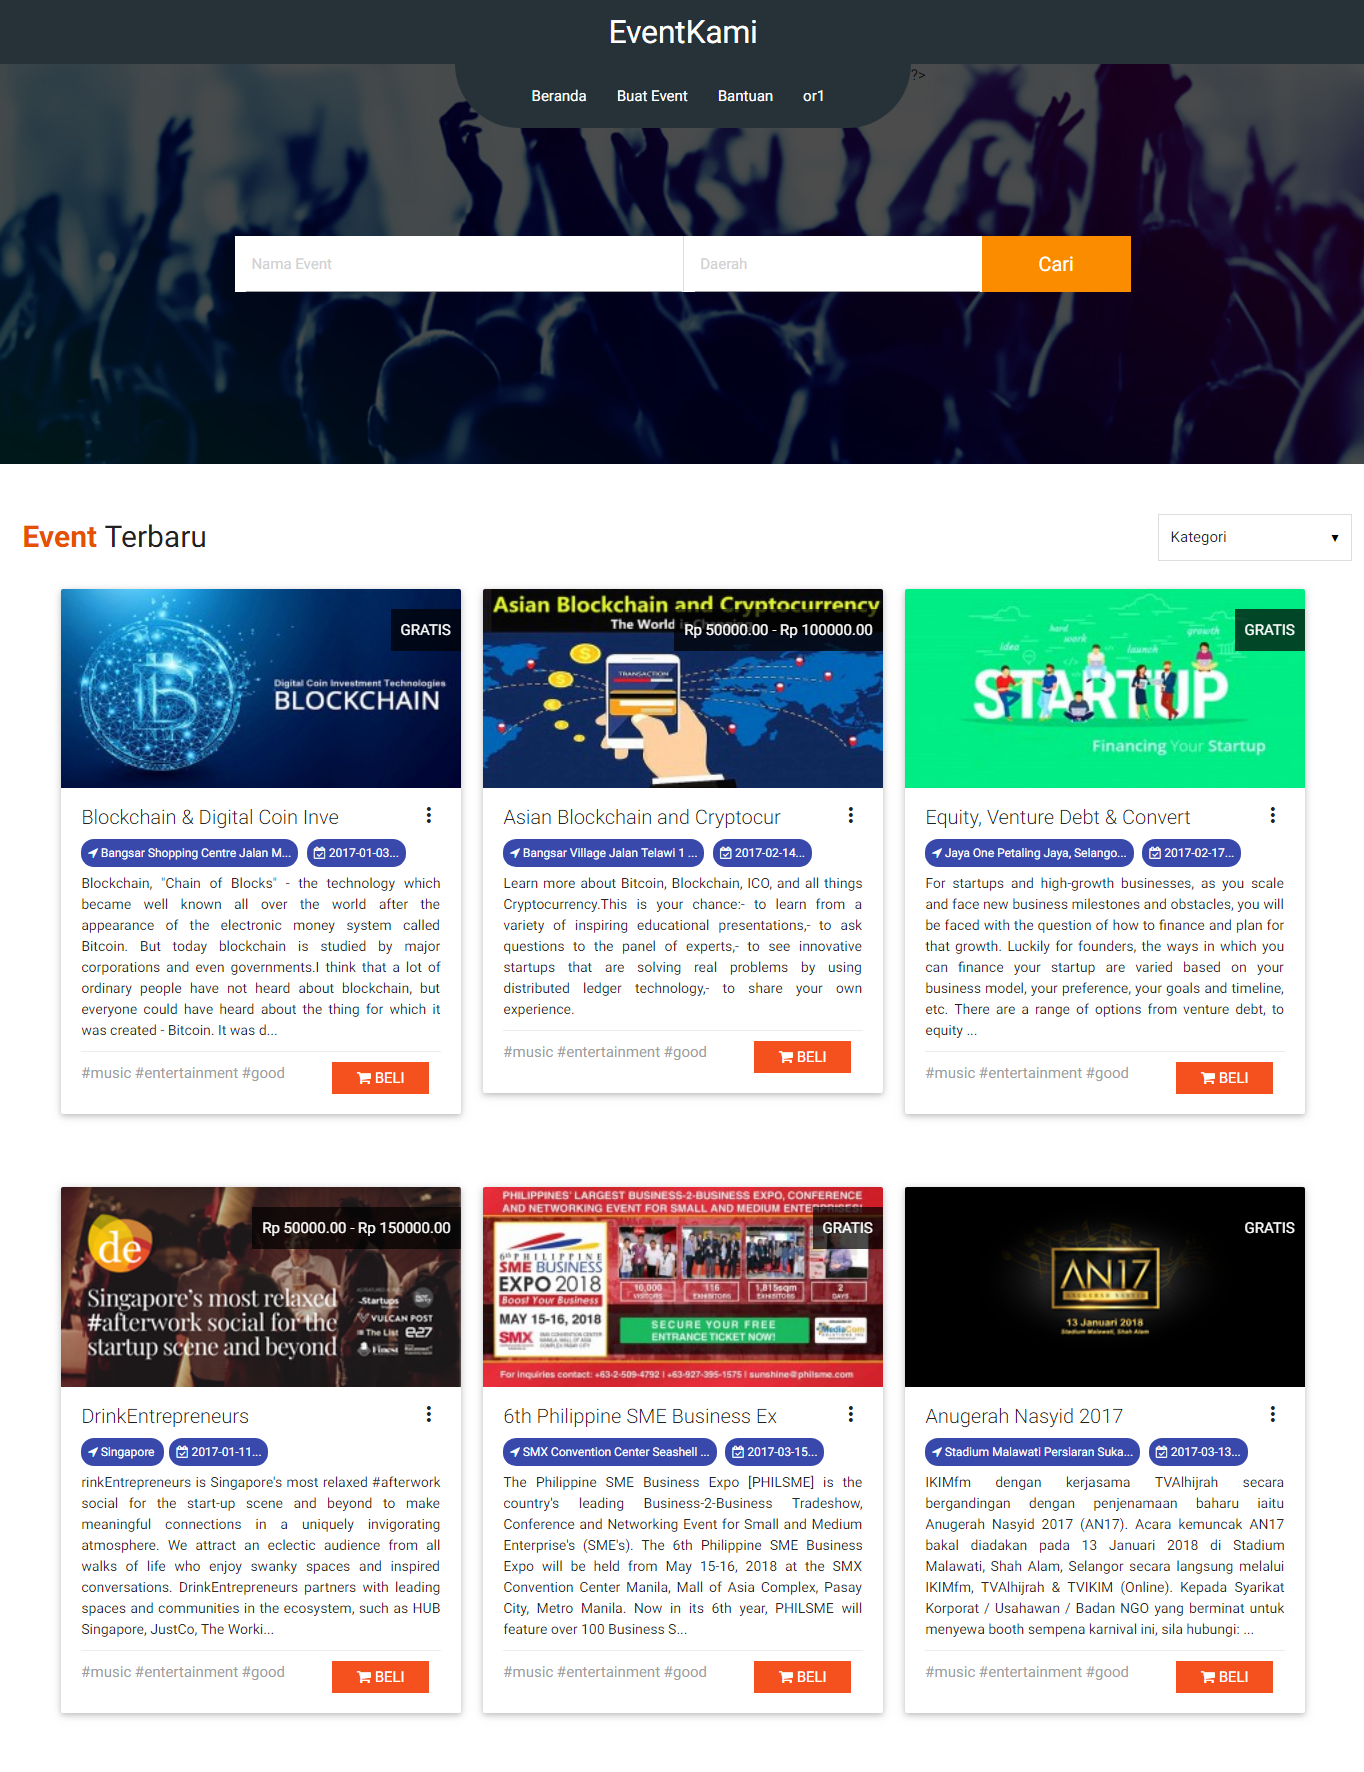 EventKami
?>
Beranda Buat Event Bantuan or1
Nama Event Daerah Cari
Event Terbaru
Kategori
GRATIS
Digital Coin Investment Technologies
BLOCKCHAIN
Blockchain & Digital Coin Inve
Bangsar Shopping Centre Jalan M... 2017-01-03...
Blockchain, "Chain of Blocks" - the technology which
became well known all over the world after the
appearance of the electronic money system called
Bitcoin. But today blockchain is studied by major
corporations and even governments.I think that a lot of
ordinary people have not heard about blockchain, but
everyone could have heard about the thing for which it
was created - Bitcoin. It was d...
#music #entertainment #good
BELI
Asian Blockchain and Cryptocurrency
The World
Rp 50000.00 - Rp 100000.00
TRANSACTION
Asian Blockchain and Cryptocur
Bangsar Village Jalan Telawi 1 ... 2017-02-14...
Learn more about Bitcoin, Blockchain, ICO, and all things
Cryptocurrency.This is your chance:- to learn from a
variety of inspiring educational presentations,- to ask
questions to the panel of experts,- to see innovative
startups that are solving real problems by using
distributed ledger technology,- to share your own
experience.
#music #entertainment #good
BELI
GRATIS
idea
hard
work
launch
growth
STARTUP
Financing Your Startup
Equity, Venture Debt & Convert
Jaya One Petaling Jaya, Selango... 2017-02-17...
For startups and high-growth businesses, as you scale
and face new business milestones and obstacles, you will
be faced with the question of how to finance and plan for
that growth. Luckily for founders, the ways in which you
can finance your startup are varied based on your
business model, your preference, your goals and timeline,
etc. There are a range of options from venture debt, to
equity ...
#music #entertainment #good
BELI
Rp 50000.00 - Rp 150000.00
de
Singapore's most relaxed
#afterwork social for the
startup scene and beyond
Startups
VULCAN POST
The List e27
Finest
DrinkEntrepreneurs
Singapore 2017-01-11...
rinkEntrepreneurs is Singapore's most relaxed #afterwork
social for the start-up scene and beyond to make
meaningful connections in a uniquely invigorating
atmosphere. We attract an eclectic audience from all
walks of life who enjoy swanky spaces and inspired
conversations. DrinkEntrepreneurs partners with leading
spaces and communities in the ecosystem, such as HUB
Singapore, JustCo, The Worki...
#music #entertainment #good
BELI
PHILIPPINES' LARGEST BUSINESS-2-BUSINESS EXPO, CONFERENCE
AND NETWORKING EVENT FOR SMALL AND MEDIUM ENTERPRISES!
GRATIS
6th PHILIPPINE
SME BUSINESS
EXPO 2018
Boost Your Business
MAY 15-16, 2018
SMX
SMX CONVENTION CENTER
MANILA, MALL OF ASIA
COMPLEX, PASAY CITY
10,000 VISITORS
116 EXHIBITORS
1,815sqm
2 DAYS
SECURE YOUR FREE
ENTRANCE TICKET NOW!
MediaCom
For inquiries contact: +63-2-509-4792 | +63-927-395-1575 | sunshine@philsme.com
6th Philippine SME Business Ex
SMX Convention Center Seashell ... 2017-03-15...
The Philippine SME Business Expo [PHILSME] is the
country's leading Business-2-Business Tradeshow,
Conference and Networking Event for Small and Medium
Enterprise's (SME's). The 6th Philippine SME Business
Expo will be held from May 15-16, 2018 at the SMX
Convention Center Manila, Mall of Asia Complex, Pasay
City, Metro Manila. Now in its 6th year, PHILSME will
feature over 100 Business S...
#music #entertainment #good
BELI
GRATIS
AN17
ANUGERAH NASYID
13 Januari 2018
Stadium Malawati, Shah Alam
Anugerah Nasyid 2017
Stadium Malawati Persiaran Suka... 2017-03-13...
IKIMfm dengan kerjasama TVAlhijrah secara
bergandingan dengan penjenamaan baharu iaitu
Anugerah Nasyid 2017 (AN17). Acara kemuncak AN17
bakal diadakan pada 13 Januari 2018 di Stadium
Malawati, Shah Alam, Selangor secara langsung melalui
IKIMfm, TVAlhijrah & TVIKIM (Online). Kepada Syarikat
Korporat / Usahawan / Badan NGO yang berminat untuk
menyewa booth sempena karnival ini, sila hubungi: ...
#music #entertainment #good
BELI